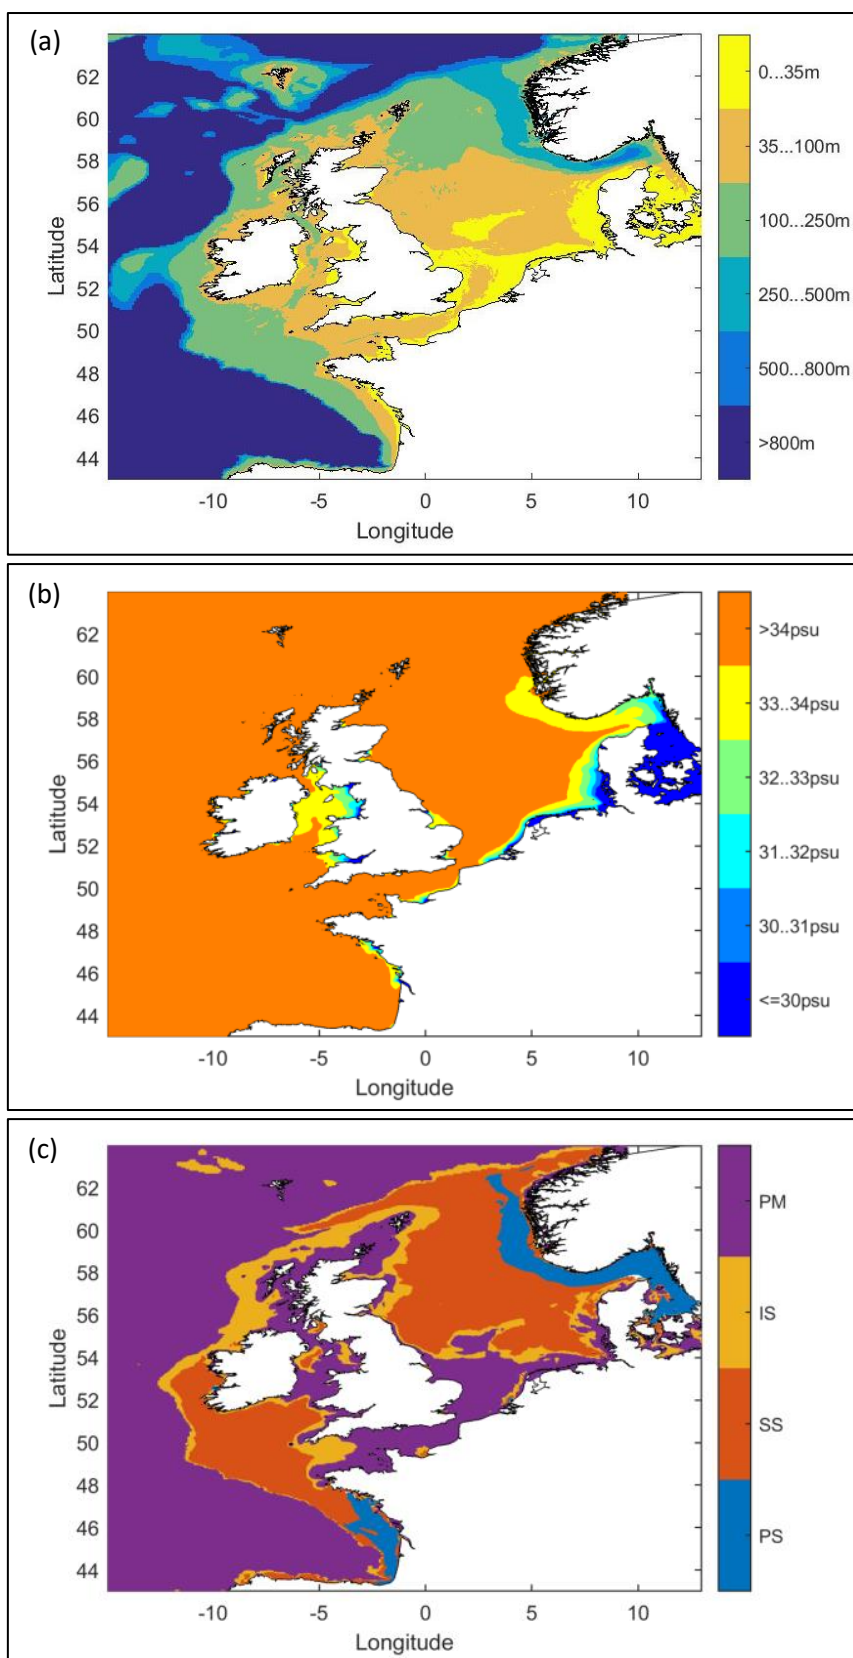 (a)
62
60
58
56
54
52
50
48
46
44
Latitude
-10 -5 0 5 10
Longitude
0...35m
35...100m
100...250m
250...500m
500...800m
>800m
(b)
62
60
58
56
54
52
50
48
46
44
Latitude
-10 -5 0 5 10
Longitude
>34psu
33..34psu
32..33psu
31..32psu
30..31psu
<=30psu
(c)
62
60
58
56
54
52
50
48
46
44
Latitude
-10 -5 0 5 10
Longitude
PM
IS
SS
PS